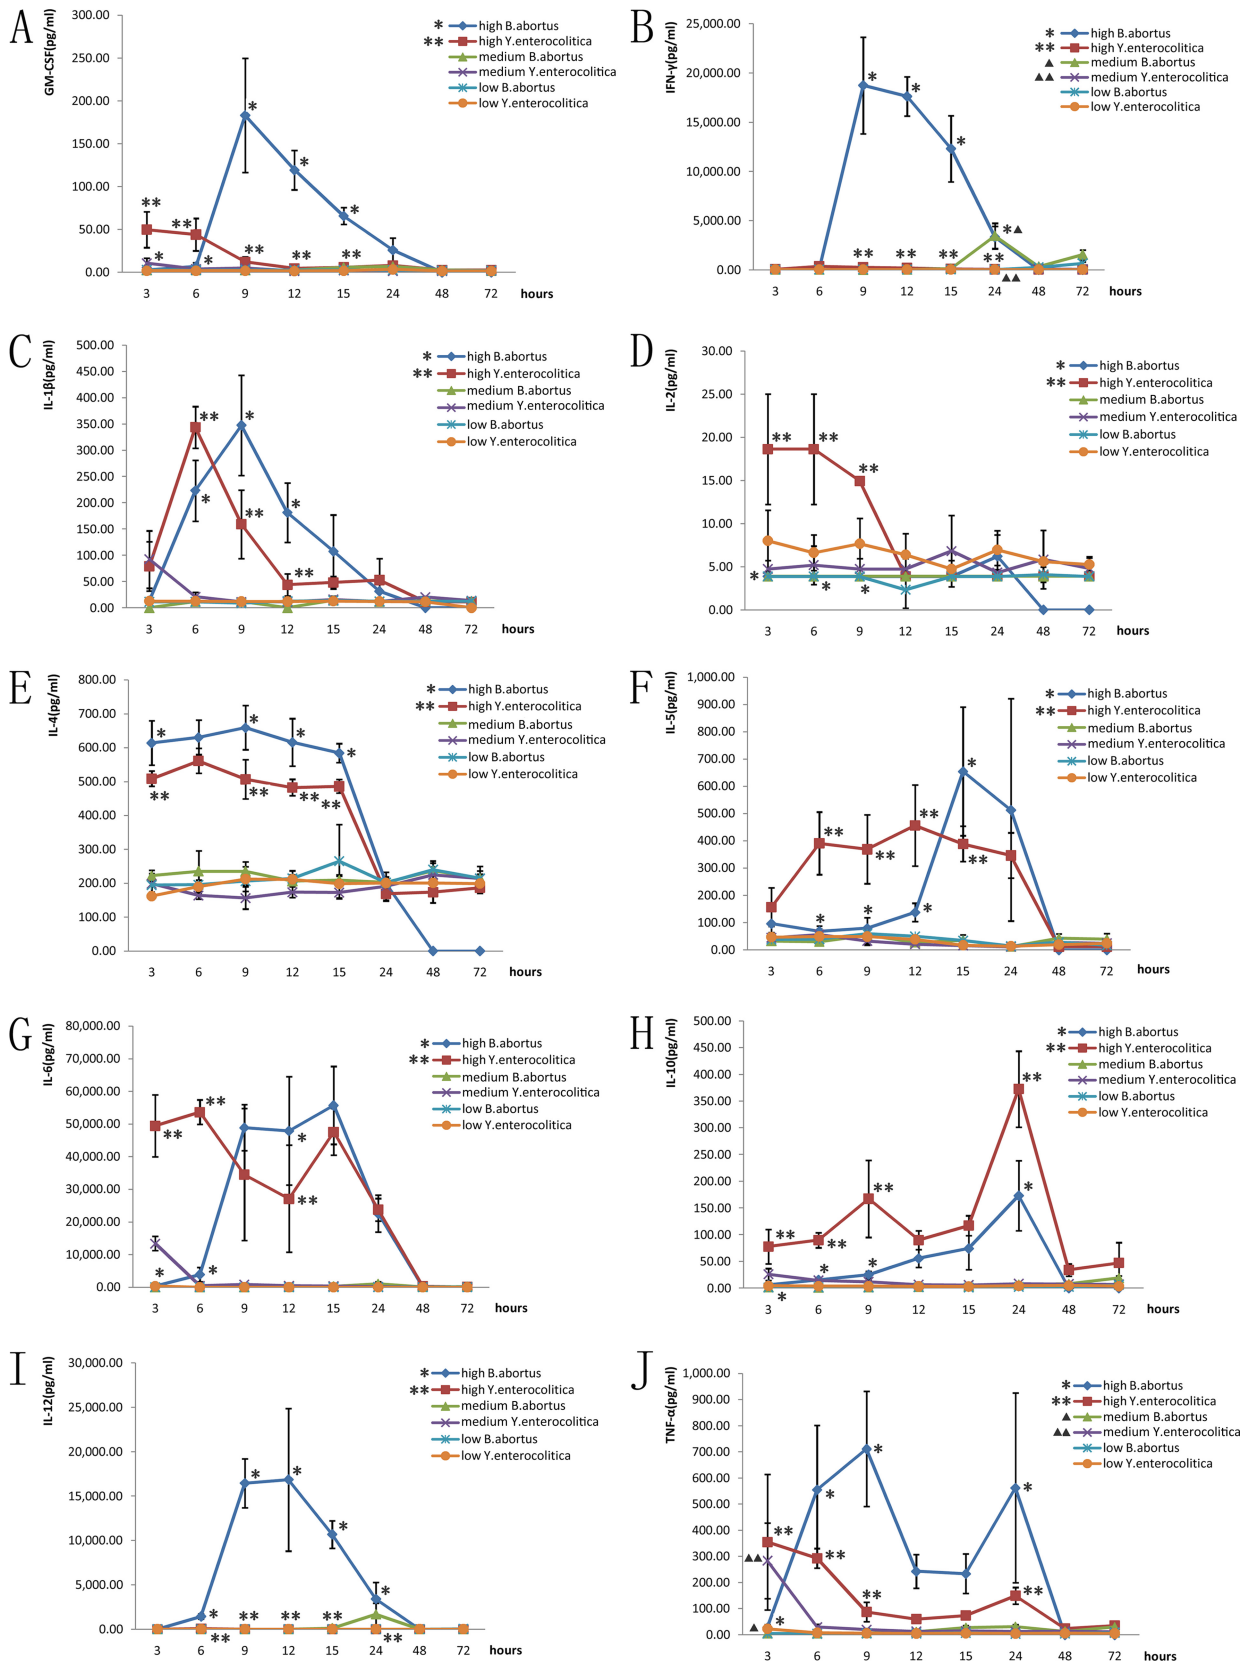 A
GM-CSF(pg/ml)
300.00
250.00
200.00
150.00
100.00
50.00
0.00
* high B.abortus
** high Y.enterocolitica
medium B.abortus
medium Y.enterocolitica
low B.abortus
low Y.enterocolitica
** ** * * * ** ** ** * *
3 6 9 12 15 24 48 72 hours
B
IFN-γ(pg/ml)
25,000.00
20,000.00
15,000.00
10,000.00
5,000.00
0.00
* high B.abortus
** high Y.enterocolitica
▲ medium B.abortus
▲▲ medium Y.enterocolitica
low B.abortus
low Y.enterocolitica
* * * *▲
** ** ** **
▲▲
3 6 9 12 15 24 48 72 hours
C
IL-1β(pg/ml)
500.00
450.00
400.00
350.00
300.00
250.00
200.00
150.00
100.00
50.00
0.00
* high B.abortus
** high Y.enterocolitica
medium B.abortus
medium Y.enterocolitica
low B.abortus
low Y.enterocolitica
** * * * ** **
3 6 9 12 15 24 48 72 hours
D
IL-2(pg/ml)
30.00
25.00
20.00
15.00
10.00
5.00
0.00
* high B.abortus
** high Y.enterocolitica
medium B.abortus
medium Y.enterocolitica
low B.abortus
low Y.enterocolitica
** ** **
* * *
3 6 9 12 15 24 48 72 hours
E
IL-4(pg/ml)
800.00
700.00
600.00
500.00
400.00
300.00
200.00
100.00
0.00
* high B.abortus
** high Y.enterocolitica
medium B.abortus
medium Y.enterocolitica
low B.abortus
low Y.enterocolitica
* * * *
** ** ** **
3 6 9 12 15 24 48 72 hours
F
IL-5(pg/ml)
1,000.00
900.00
800.00
700.00
600.00
500.00
400.00
300.00
200.00
100.00
0.00
* high B.abortus
** high Y.enterocolitica
medium B.abortus
medium Y.enterocolitica
low B.abortus
low Y.enterocolitica
** ** ** * **
* * *
3 6 9 12 15 24 48 72 hours
G
IL-6(pg/ml)
80,000.00
70,000.00
60,000.00
50,000.00
40,000.00
30,000.00
20,000.00
10,000.00
0.00
* high B.abortus
** high Y.enterocolitica
medium B.abortus
medium Y.enterocolitica
low B.abortus
low Y.enterocolitica
** ** * **
* *
3 6 9 12 15 24 48 72 hours
H
IL-10(pg/ml)
500.00
450.00
400.00
350.00
300.00
250.00
200.00
150.00
100.00
50.00
0.00
* high B.abortus
** high Y.enterocolitica
medium B.abortus
medium Y.enterocolitica
low B.abortus
low Y.enterocolitica
** ** ** ** *
* * *
3 6 9 12 15 24 48 72 hours
I
IL-12(pg/ml)
30,000.00
25,000.00
20,000.00
15,000.00
10,000.00
5,000.00
0.00
* high B.abortus
** high Y.enterocolitica
medium B.abortus
medium Y.enterocolitica
low B.abortus
low Y.enterocolitica
* * * * *
** ** ** ** **
3 6 9 12 15 24 48 72 hours
J
TNF-α(pg/ml)
1,000.00
900.00
800.00
700.00
600.00
500.00
400.00
300.00
200.00
100.00
0.00
* high B.abortus
** high Y.enterocolitica
▲ medium B.abortus
▲▲ medium Y.enterocolitica
low B.abortus
low Y.enterocolitica
* * *
▲▲ ** ** ** **
▲ *
3 6 9 12 15 24 48 72 hours